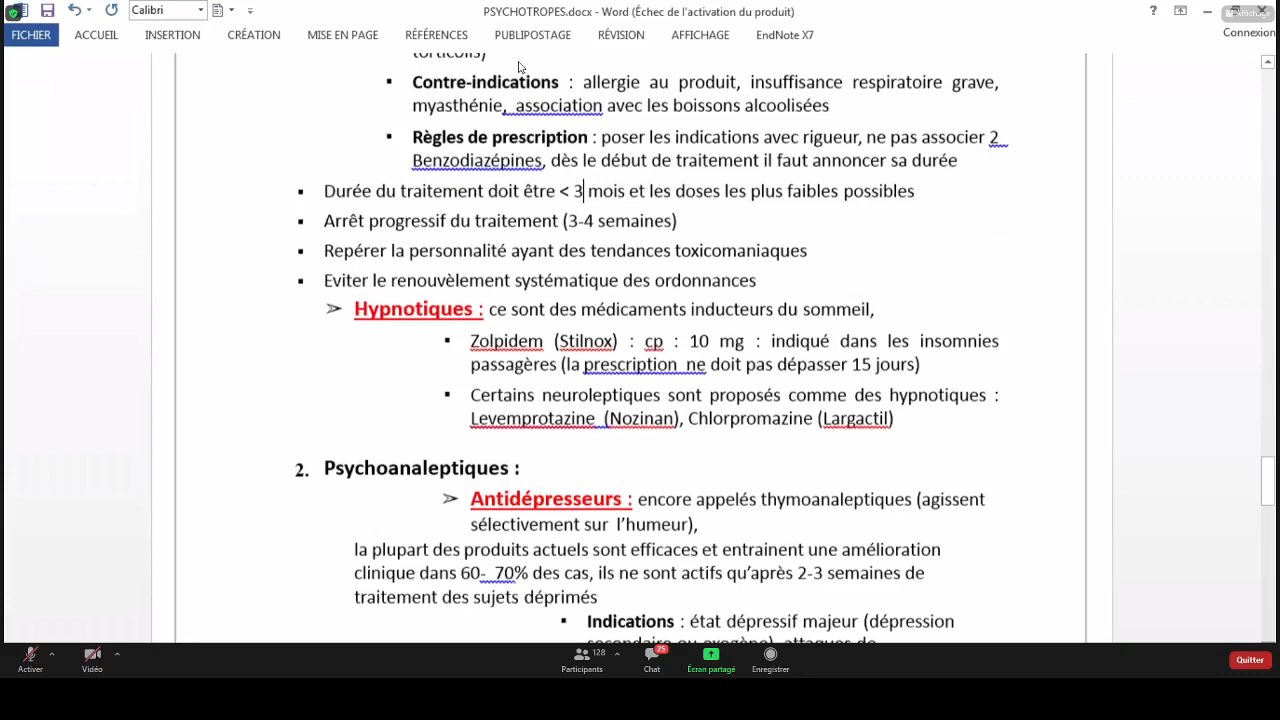 PSYCHOTROPES.docx - Word (Échec de l'activation du produit)
Calibri
Affichage
FICHIER ACCUEIL INSERTION CRÉATION MISE EN PAGE RÉFÉRENCES PUBLIPOSTAGE RÉVISION AFFICHAGE EndNote X7
Connexion
torticolis)
▪ Contre-indications : allergie au produit, insuffisance respiratoire grave,
myasthénie, association avec les boissons alcoolisées
▪ Règles de prescription : poser les indications avec rigueur, ne pas associer 2
Benzodiazépines, dès le début de traitement il faut annoncer sa durée
▪ Durée du traitement doit être < 3 mois et les doses les plus faibles possibles
▪ Arrêt progressif du traitement (3-4 semaines)
▪ Repérer la personnalité ayant des tendances toxicomaniaques
▪ Eviter le renouvèlement systématique des ordonnances
➢ Hypnotiques : ce sont des médicaments inducteurs du sommeil,
▪ Zolpidem (Stilnox) : cp : 10 mg : indiqué dans les insomnies
passagères (la prescription ne doit pas dépasser 15 jours)
▪ Certains neuroleptiques sont proposés comme des hypnotiques :
Levemprotazine (Nozinan), Chlorpromazine (Largactil)
2. Psychoanaleptiques :
➢ Antidépresseurs : encore appelés thymoanaleptiques (agissent
sélectivement sur l'humeur),
la plupart des produits actuels sont efficaces et entrainent une amélioration
clinique dans 60- 70% des cas, ils ne sont actifs qu'après 2-3 semaines de
traitement des sujets déprimés
▪ Indications : état dépressif majeur (dépression
secondaire ou exogène), attaques de
Activer Vidéo Participants 128 Chat 25 Écran partagé Enregistrer Quitter